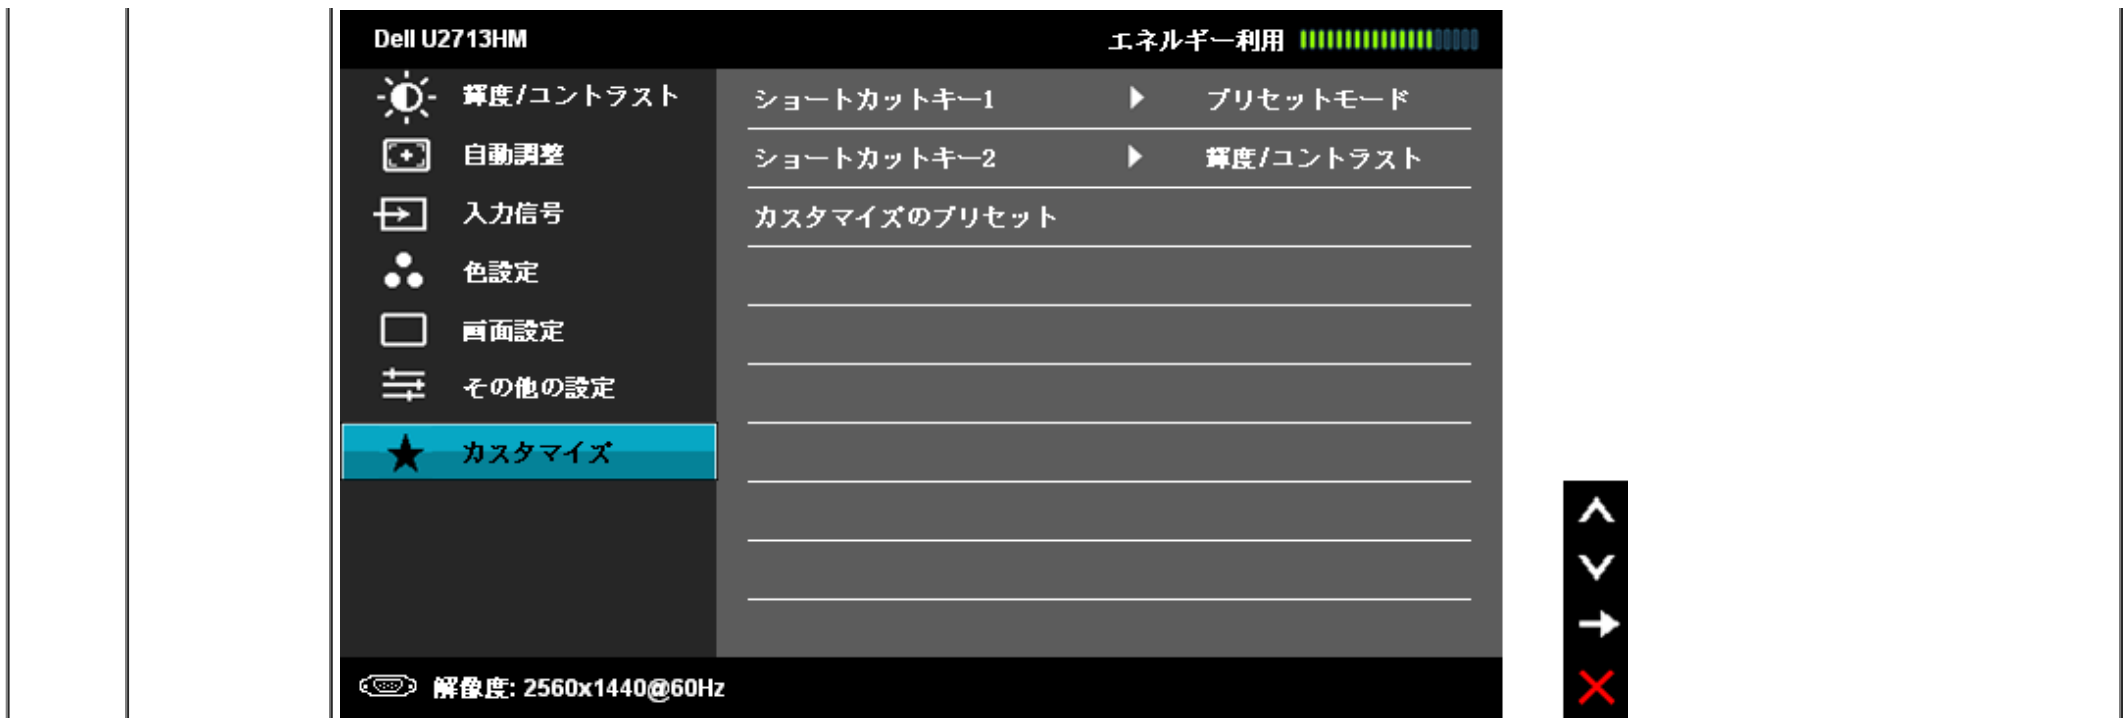 Dell U2713HM
エネルギー利用
輝度/コントラスト
自動調整
入力信号
色設定
画面設定
その他の設定
カスタマイズ
ショートカットキー1 プリセットモード
ショートカットキー2 輝度/コントラスト
カスタマイズのプリセット
解像度: 2560x1440@60Hz